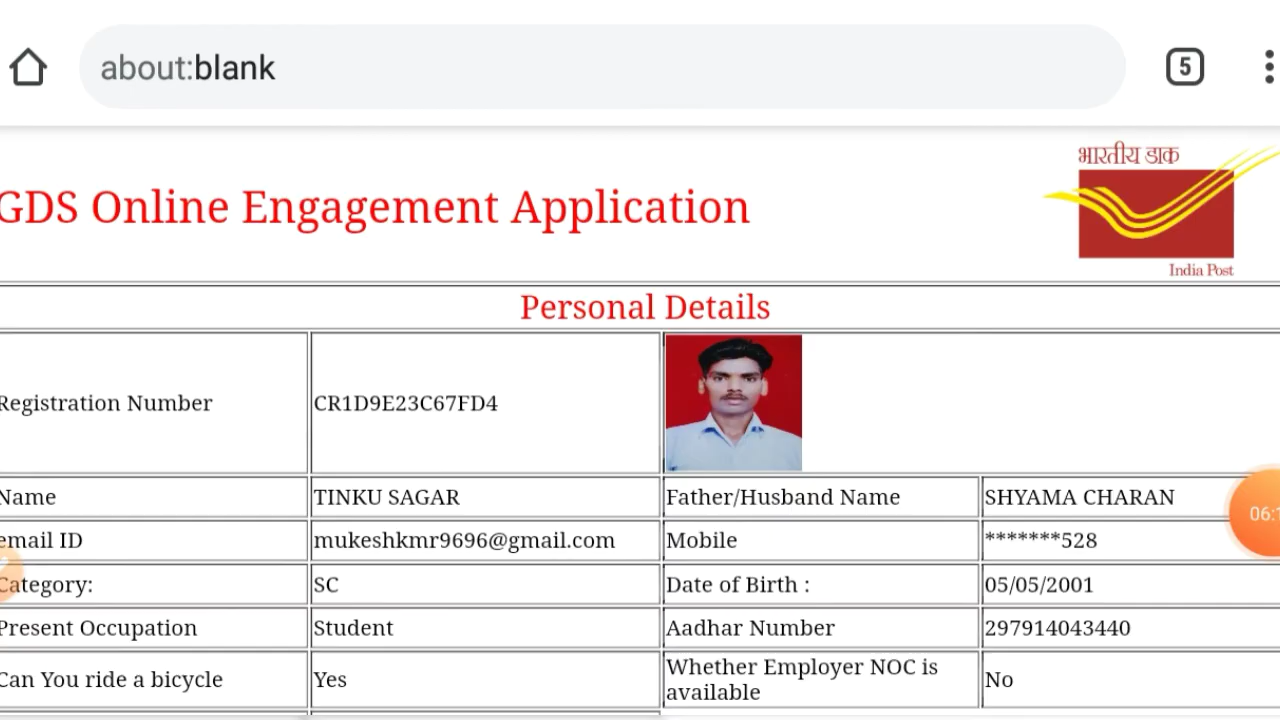 about:blank
5
भारतीय डाक
GDS Online Engagement Application
India Post
Personal Details
Registration Number CR1D9E23C67FD4
Name TINKU SAGAR Father/Husband Name SHYAMA CHARAN
email ID mukeshkmr9696@gmail.com Mobile *******528
Category: SC Date of Birth : 05/05/2001
Present Occupation Student Aadhar Number 297914043440
Can You ride a bicycle Yes Whether Employer NOC is available No
06:1